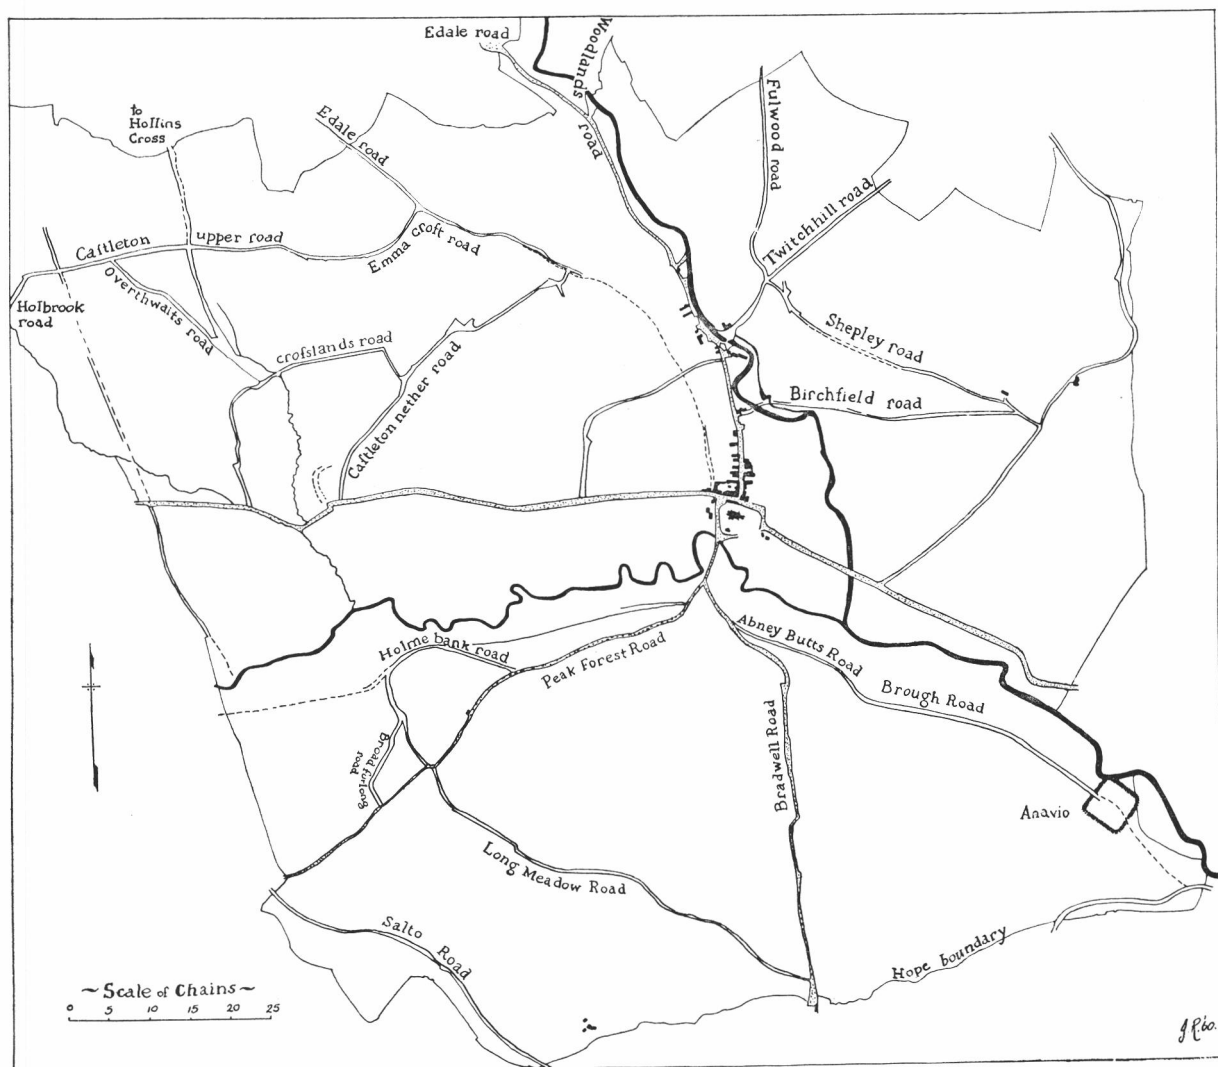 Edale road
Woodlands
road
Fulwood road
to
Hollins
Cross
Edale road
Twitchhill road
Caſtleton
upper road
Emma croft road
Overthwaits road
Holbrook
road
Shepley road
croſslands road
Caſtleton nether road
Birchfield road
Holme bank road
Peak Forest Road
Abney Butts Road
Brough Road
Broad furlong
road
Bradwell Road
Anavio
Long Meadow Road
Salto Road
Hope boundary
~ Scale of Chains ~
0 5 10 15 20 25
J.R.'60.